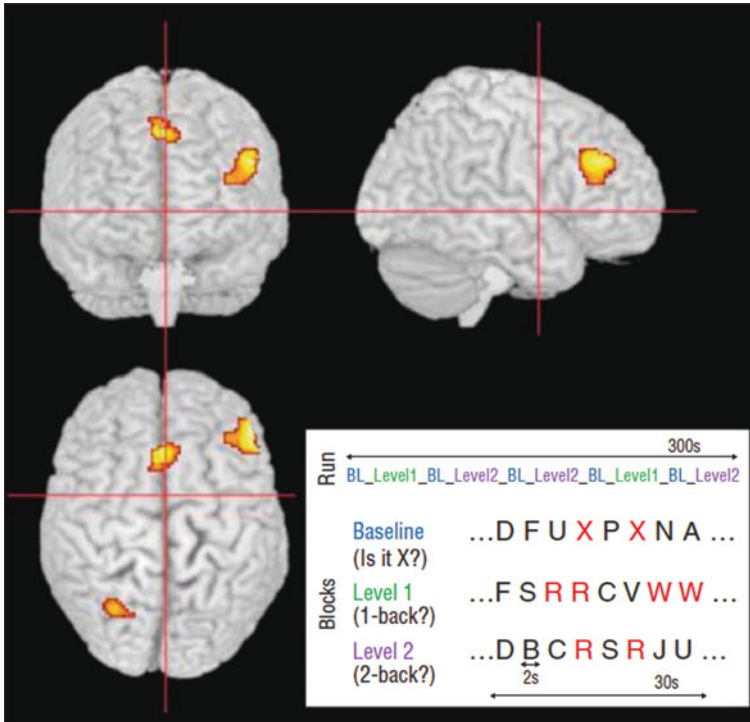 300s
Run
BL_Level1_BL_Level2_BL_Level2_BL_Level1_BL_Level2
Blocks
Baseline ...D F U X P X N A ...
(Is it X?)
Level 1 ...F S R R C V W W ...
(1-back?)
Level 2 ...D B C R S R J U ...
(2-back?)
2s 30s